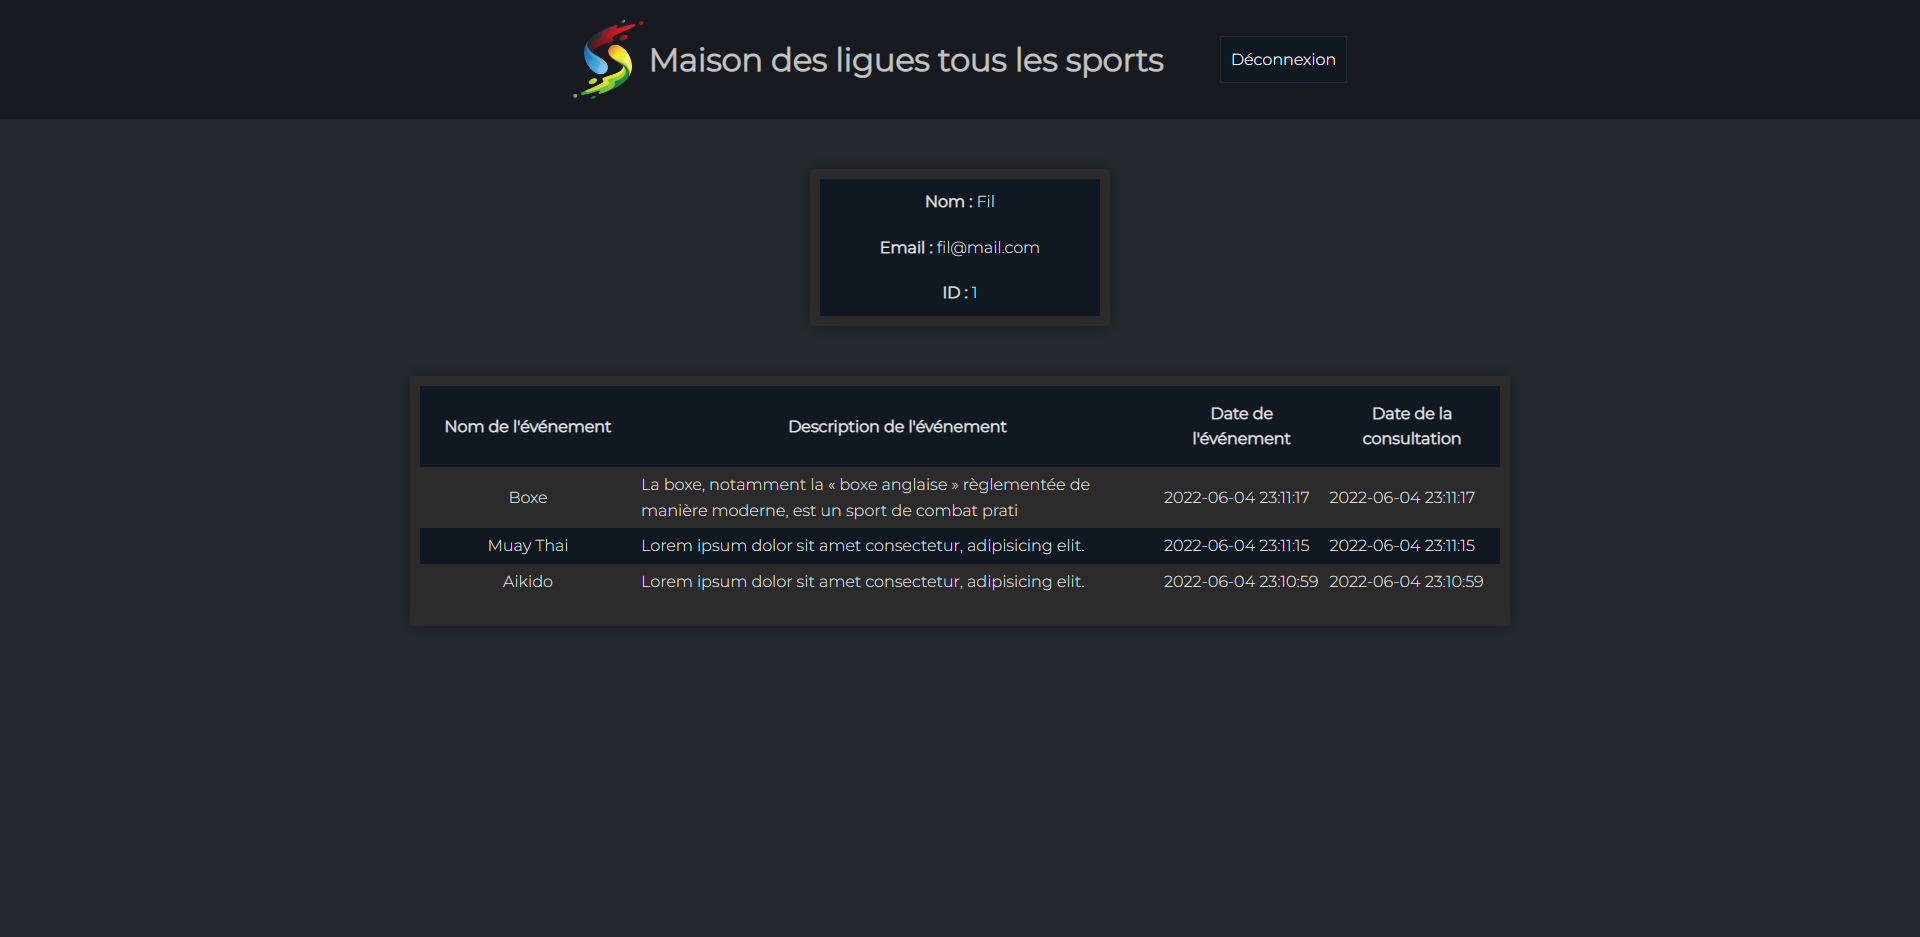 Maison des ligues tous les sports
Déconnexion
Nom : Fil
Email : fil@mail.com
ID : 1
Nom de l'événement
Description de l'événement
Date de
l'événement
Date de la
consultation
Boxe
La boxe, notamment la « boxe anglaise » règlementée de
manière moderne, est un sport de combat prati
2022-06-04 23:11:17
2022-06-04 23:11:17
Muay Thai
Lorem ipsum dolor sit amet consectetur, adipisicing elit.
2022-06-04 23:11:15
2022-06-04 23:11:15
Aikido
Lorem ipsum dolor sit amet consectetur, adipisicing elit.
2022-06-04 23:10:59
2022-06-04 23:10:59